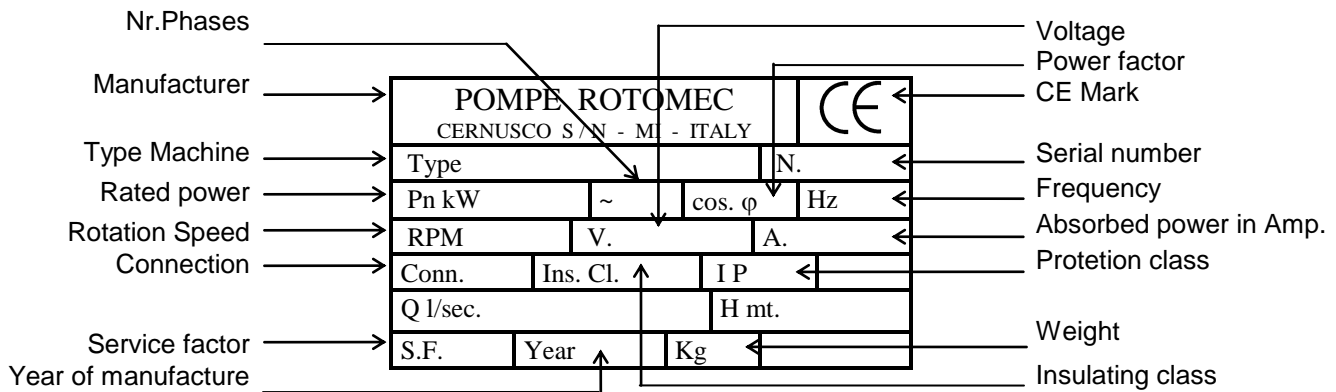 Nr.Phases
Voltage
Power factor
Manufacturer
POMPE ROTOMEC
CE
CE Mark
CERNUSCO S / N - MI - ITALY
Type Machine
Type
N.
Serial number
Rated power
Pn kW
~
cos. φ
Hz
Frequency
Rotation Speed
RPM
V.
A.
Absorbed power in Amp.
Connection
Conn.
Ins. Cl.
I P
Protetion class
Q l/sec.
H mt.
Weight
Service factor
S.F.
Year
Kg
Year of manufacture
Insulating class